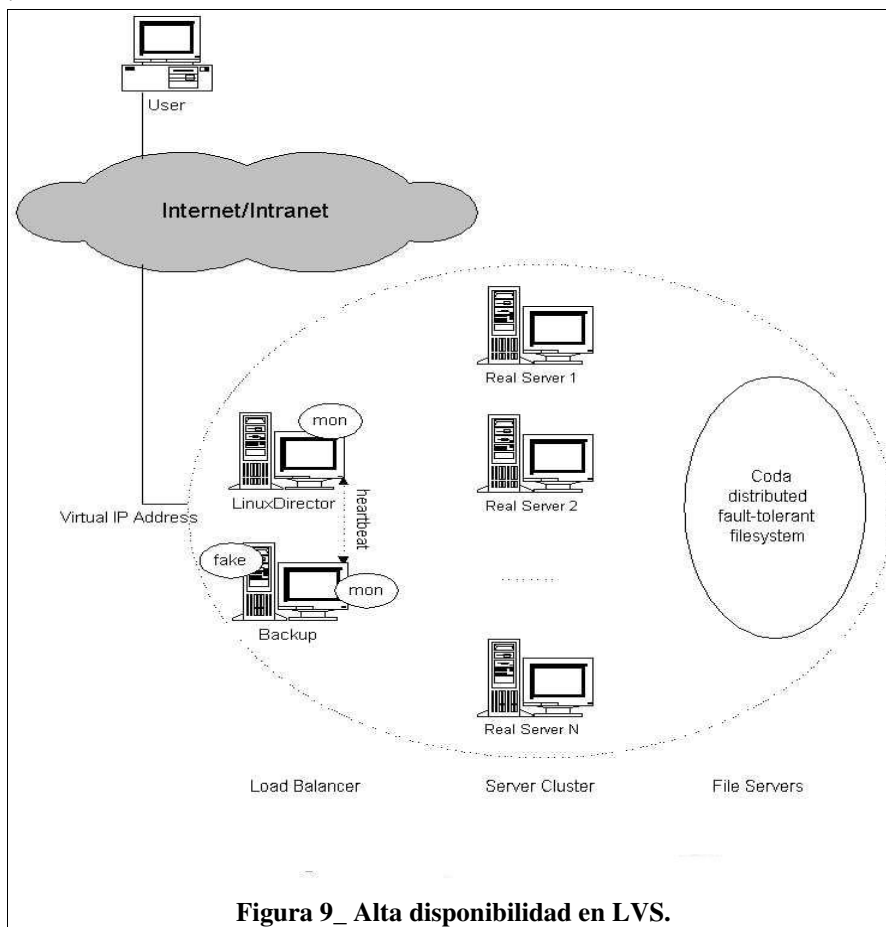 User
Internet/Intranet
Real Server 1
mon
LinuxDirector
Real Server 2
Virtual IP Address
heartbeat
Coda
distributed
fault-tolerant
filesystem
fake
mon
Backup
Real Server N
Load Balancer
Server Cluster
File Servers
Figura 9_ Alta disponibilidad en LVS.